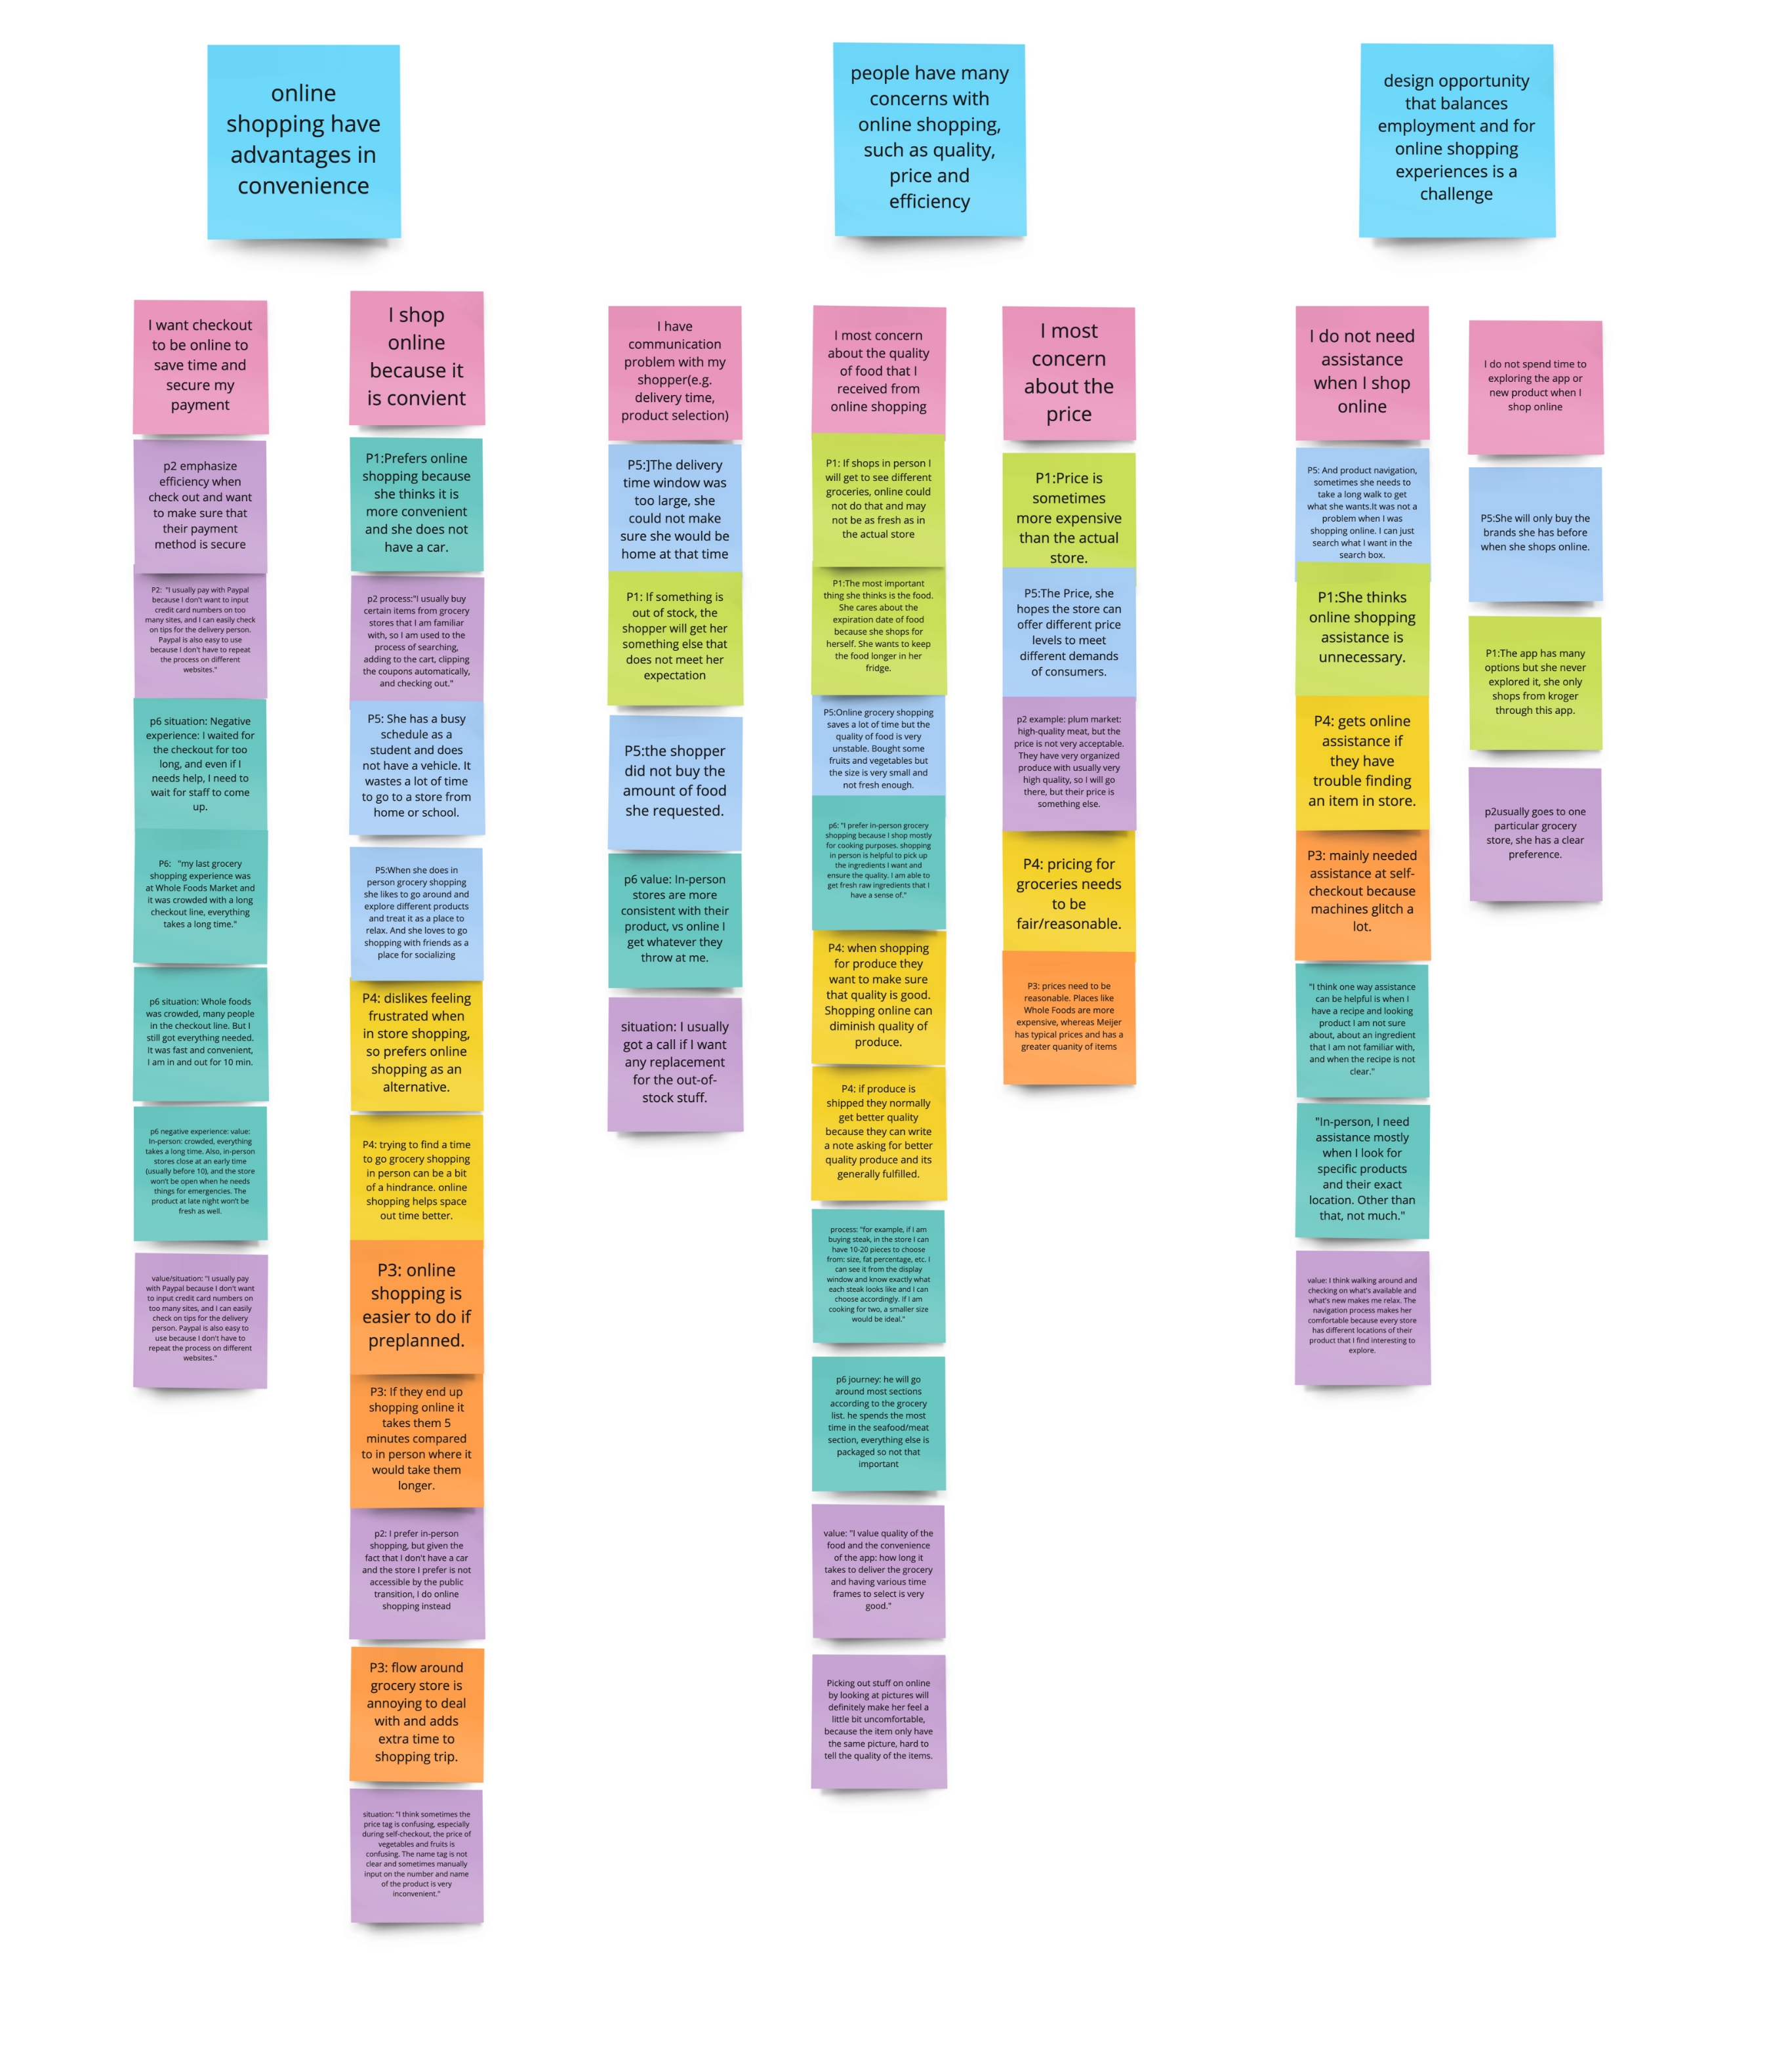 online
shopping have
advantages in
convenience
people have many
concerns with
online shopping,
such as quality,
price and
efficiency
design opportunity
that balances
employment and for
online shopping
experiences is a
challenge
I want checkout
to be online to
save time and
secure my
payment
p2 emphasize
efficiency when
check out and want
to make sure that
their payment
method is secure
P2: "I usually pay with Paypal
because I don't want to input
credit card numbers on too
many sites, and I can easily check
on tips for the delivery person.
Paypal is also easy to use
because I don't have to repeat
the process on different
websites."
p6 situation: Negative
experience: I waited for
the checkout for too
long, and even if I
needs help, I need to
wait for staff to come
up.
P6: "my last grocery
shopping experience was
at Whole Foods Market and
it was crowded with a long
checkout line, everything
takes a long time."
p6 situation: Whole foods
was crowded, many people
in the checkout line. But I
still got everything needed.
It was fast and convenient,
I am in and out for 10 min.
p6 negative experience: value:
In-person: crowded, everything
takes a long time. Also, in-person
stores close at an early time
(usually before 10), and the store
won't be open when he needs
things for emergencies. The
product at late night won't be
fresh as well.
value/situation: "I usually pay
with Paypal because I don't want
to input credit card numbers on
too many sites, and I can easily
check on tips for the delivery
person. Paypal is also easy to
use because I don't have to
repeat the process on different
websites."
I shop
online
because it
is convient
P1:Prefers online
shopping because
she thinks it is
more convenient
and she does not
have a car.
p2 process:"I usually buy
certain items from grocery
stores that I am familiar
with, so I am used to the
process of searching,
adding to the cart, clipping
the coupons automatically,
and checking out."
P5: She has a busy
schedule as a
student and does
not have a vehicle. It
wastes a lot of time
to go to a store from
home or school.
P5:When she does in
person grocery shopping
she likes to go around and
explore different products
and treat it as a place to
relax. And she loves to go
shopping with friends as a
place for socializing
P4: dislikes feeling
frustrated when
in store shopping,
so prefers online
shopping as an
alternative.
P4: trying to find a time
to go grocery shopping
in person can be a bit
of a hindrance. online
shopping helps space
out time better.
P3: online
shopping is
easier to do if
preplanned.
P3: If they end up
shopping online it
takes them 5
minutes compared
to in person where it
would take them
longer.
p2: I prefer in-person
shopping, but given the
fact that I don't have a car
and the store I prefer is not
accessible by the public
transition, I do online
shopping instead
P3: flow around
grocery store is
annoying to deal
with and adds
extra time to
shopping trip.
situation: "I think sometimes the
price tag is confusing, especially
during self-checkout, the price of
vegetables and fruits is
confusing. The name tag is not
clear and sometimes manually
input on the number and name
of the product is very
inconvenient."
I have
communication
problem with my
shopper(e.g.
delivery time,
product selection)
P5:]The delivery
time window was
too large, she
could not make
sure she would be
home at that time
P1: If something is
out of stock, the
shopper will get her
something else that
does not meet her
expectation
P5:the shopper
did not buy the
amount of food
she requested.
p6 value: In-person
stores are more
consistent with their
product, vs online I
get whatever they
throw at me.
situation: I usually
got a call if I want
any replacement
for the out-of-
stock stuff.
I most concern
about the quality
of food that I
received from
online shopping
P1: If shops in person I
will get to see different
groceries, online could
not do that and may
not be as fresh as in
the actual store
P1:The most important
thing she thinks is the food.
She cares about the
expiration date of food
because she shops for
herself. She wants to keep
the food longer in her
fridge.
P5:Online grocery shopping
saves a lot of time but the
quality of food is very
unstable. Bought some
fruits and vegetables but
the size is very small and
not fresh enough.
p6: "I prefer in-person grocery
shopping because I shop mostly
for cooking purposes. shopping
in person is helpful to pick up
the ingredients I want and
ensure the quality. I am able to
get fresh raw ingredients that I
have a sense of."
P4: when shopping
for produce they
want to make sure
that quality is good.
Shopping online can
diminish quality of
produce.
P4: if produce is
shipped they normally
get better quality
because they can write
a note asking for better
quality produce and its
generally fulfilled.
process: "for example, if I am
buying steak, in the store I can
have 10-20 pieces to choose
from: size, fat percentage, etc. I
can see it from the display
window and know exactly what
each steak looks like and I can
choose accordingly. If I am
cooking for two, a smaller size
would be ideal."
p6 journey: he will go
around most sections
according to the grocery
list. he spends the most
time in the seafood/meat
section, everything else is
packaged so not that
important
value: "I value quality of the
food and the convenience
of the app: how long it
takes to deliver the grocery
and having various time
frames to select is very
good."
Picking out stuff on online
by looking at pictures will
definitely make her feel a
little bit uncomfortable,
because the item only have
the same picture, hard to
tell the quality of the items.
I most
concern
about the
price
P1:Price is
sometimes
more expensive
than the actual
store.
P5:The Price, she
hopes the store can
offer different price
levels to meet
different demands
of consumers.
p2 example: plum market:
high-quality meat, but the
price is not very acceptable.
They have very organized
produce with usually very
high quality, so I will go
there, but their price is
something else.
P4: pricing for
groceries needs
to be
fair/reasonable.
P3: prices need to be
reasonable. Places like
Whole Foods are more
expensive, whereas Meijer
has typical prices and has a
greater quanity of items
I do not need
assistance
when I shop
online
P5: And product navigation,
sometimes she needs to
take a long walk to get
what she wants.It was not a
problem when I was
shopping online. I can just
search what I want in the
search box.
P1:She thinks
online shopping
assistance is
unnecessary.
P4: gets online
assistance if
they have
trouble finding
an item in store.
P3: mainly needed
assistance at self-
checkout because
machines glitch a
lot.
"I think one way assistance
can be helpful is when I
have a recipe and looking
product I am not sure
about, about an ingredient
that I am not familiar with,
and when the recipe is not
clear."
"In-person, I need
assistance mostly
when I look for
specific products
and their exact
location. Other than
that, not much."
value: I think walking around and
checking on what's available and
what's new makes me relax. The
navigation process makes her
comfortable because every store
has different locations of their
product that I find interesting to
explore.
I do not spend time to
exploring the app or
new product when I
shop online
P5:She will only buy the
brands she has before
when she shops online.
P1:The app has many
options but she never
explored it, she only
shops from kroger
through this app.
p2usually goes to one
particular grocery
store, she has a clear
preference.